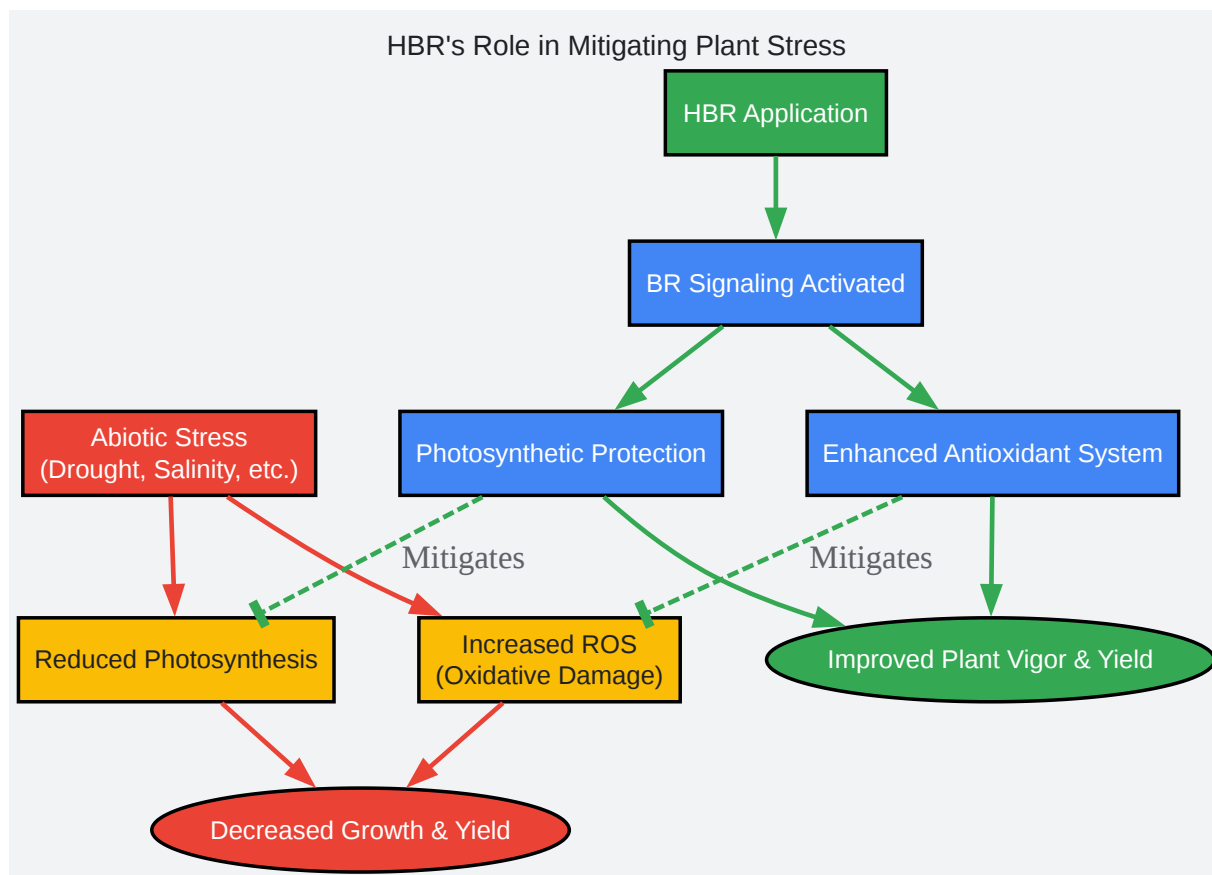 HBR's Role in Mitigating Plant Stress
HBR Application
BR Signaling Activated
Abiotic Stress
(Drought, Salinity, etc.)
Photosynthetic Protection
Enhanced Antioxidant System
Mitigates
Mitigates
Reduced Photosynthesis
Increased ROS
(Oxidative Damage)
Improved Plant Vigor & Yield
Decreased Growth & Yield